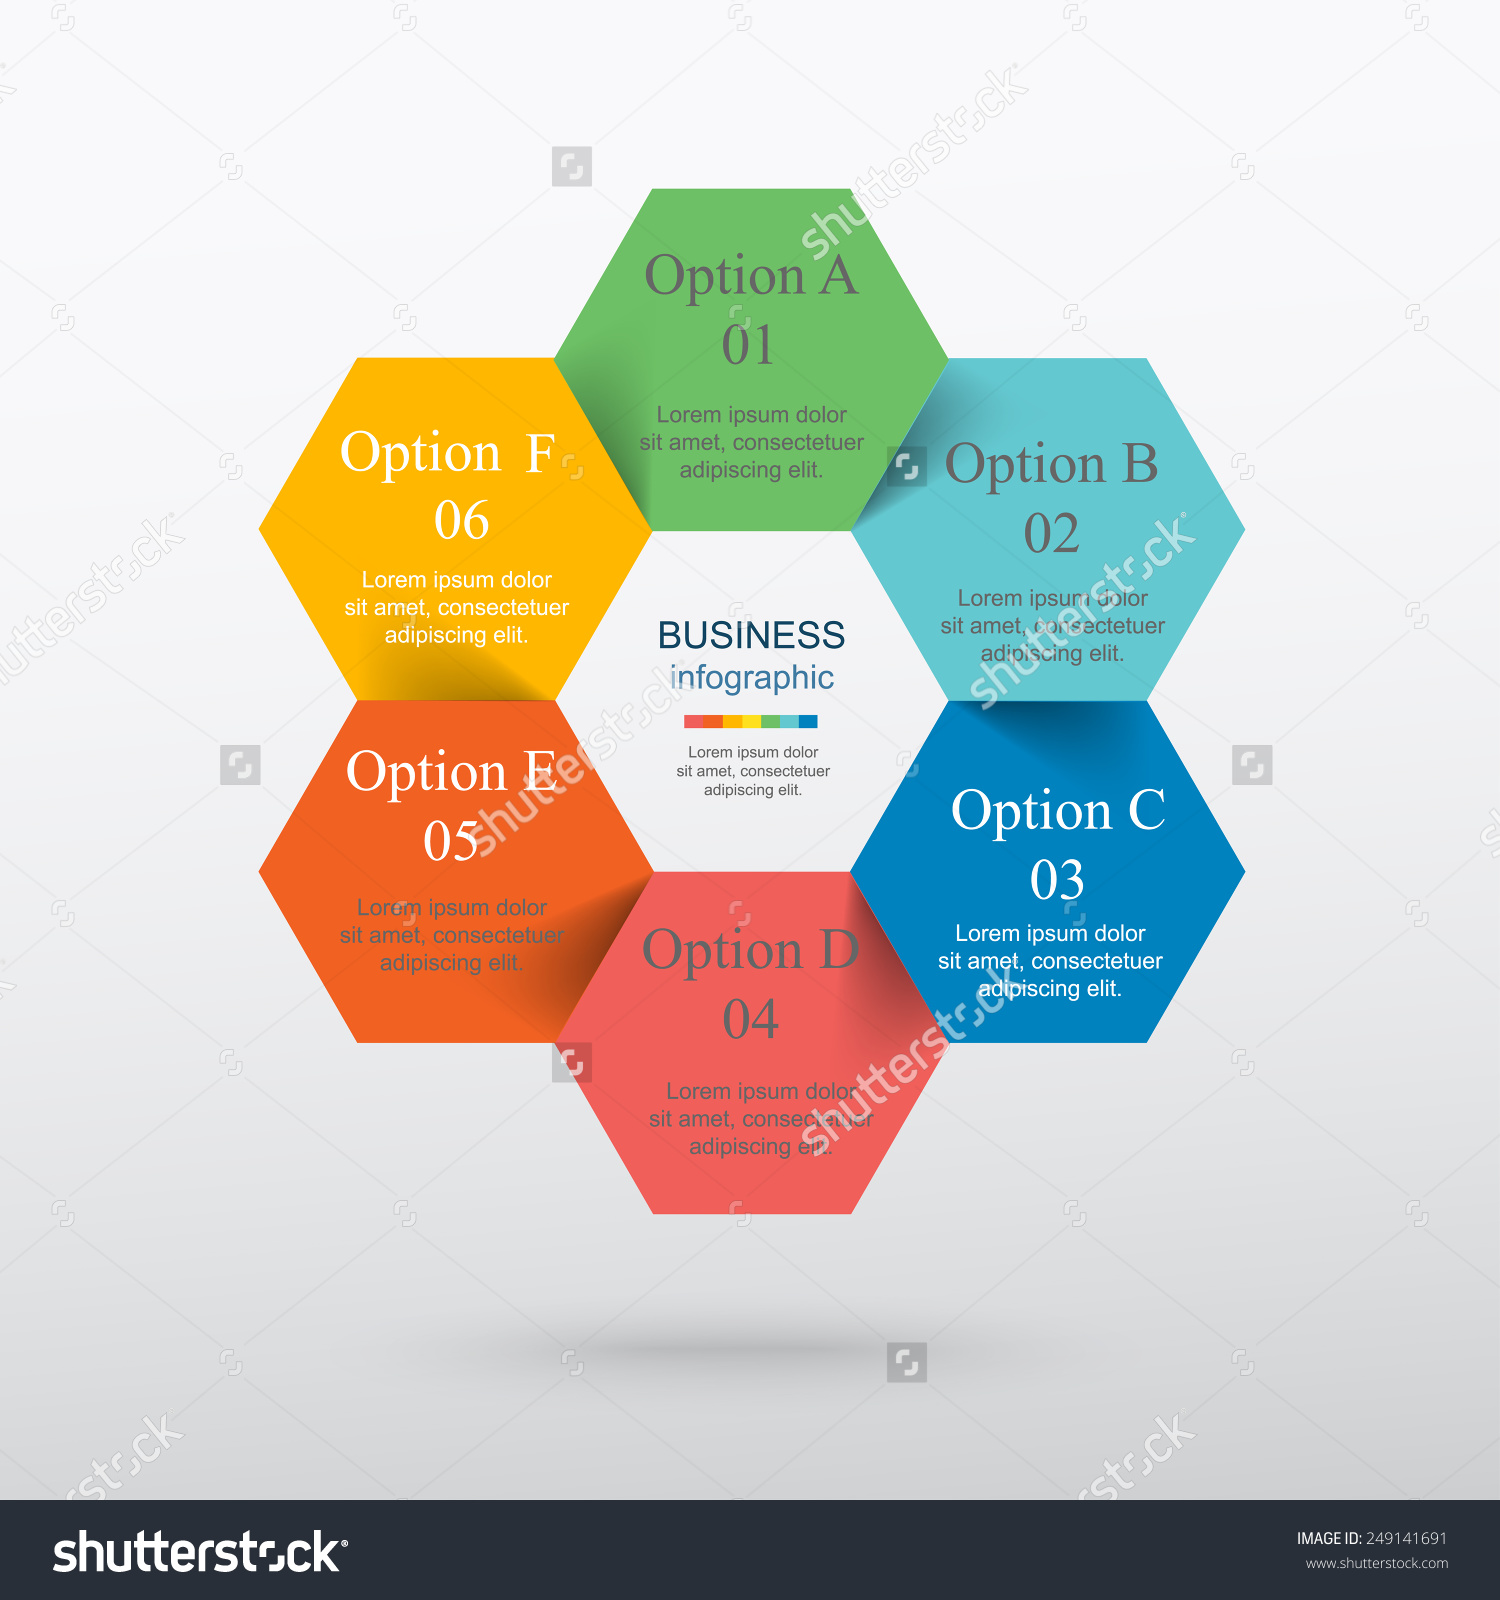 Option A
01
Lorem ipsum dolor
sit amet, consectetuer
adipiscing elit.
Option B
02
Lorem ipsum dolor
sit amet, consectetuer
adipiscing elit.
Option C
03
Lorem ipsum dolor
sit amet, consectetuer
adipiscing elit.
Option D
04
Lorem ipsum dolor
sit amet, consectetuer
adipiscing elit.
Option E
05
Lorem ipsum dolor
sit amet, consectetuer
adipiscing elit.
Option F
06
Lorem ipsum dolor
sit amet, consectetuer
adipiscing elit.
BUSINESS
infographic
Lorem ipsum dolor
sit amet, consectetuer
adipiscing elit.
shutterstock
shutterstock
shutterstock
shutterstock
shutterstock
shutterstock®
IMAGE ID: 249141691
www.shutterstock.com